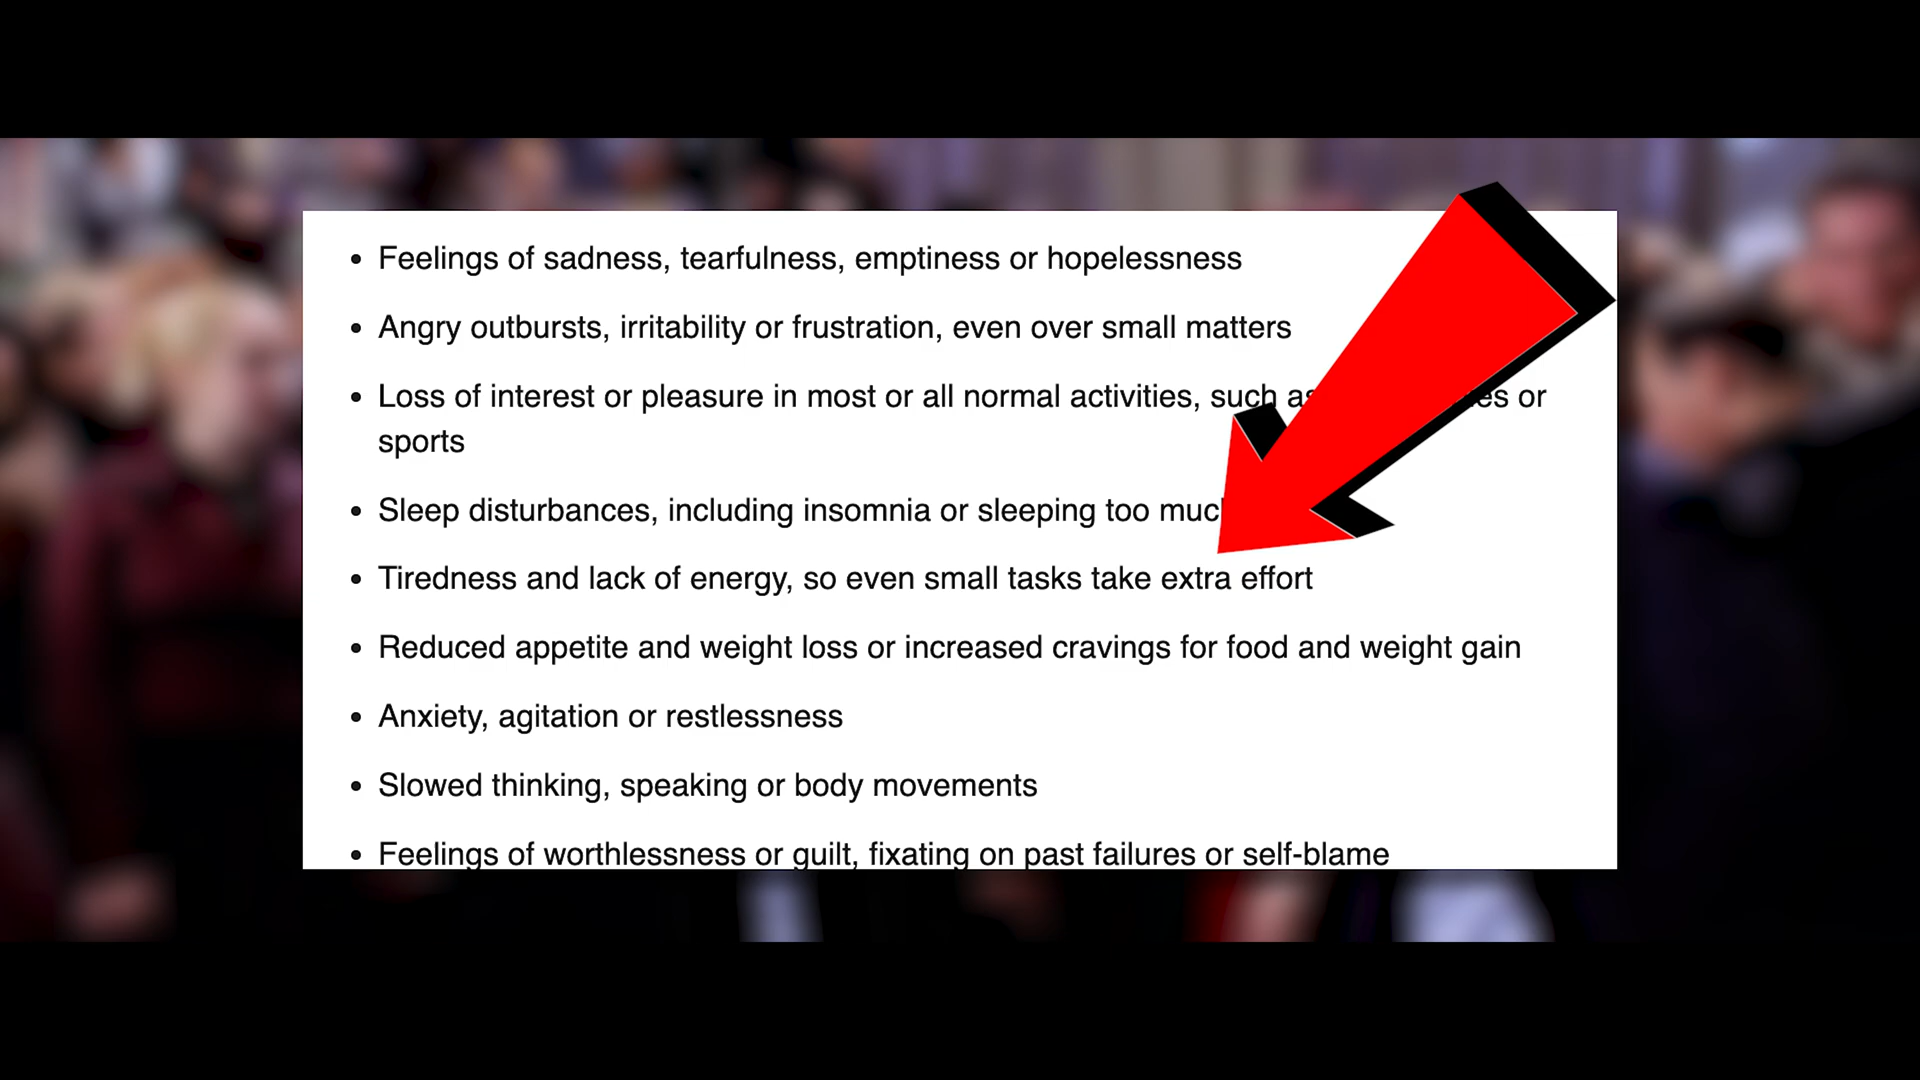 • Feelings of sadness, tearfulness, emptiness or hopelessness
• Angry outbursts, irritability or frustration, even over small matters
• Loss of interest or pleasure in most or all normal activities, such as or
sports
• Sleep disturbances, including insomnia or sleeping too
• Tiredness and lack of energy, so even small tasks take extra effort
• Reduced appetite and weight loss or increased cravings for food and weight gain
• Anxiety, agitation or restlessness
• Slowed thinking, speaking or body movements
• Feelings of worthlessness or guilt, fixating on past failures or self-blame